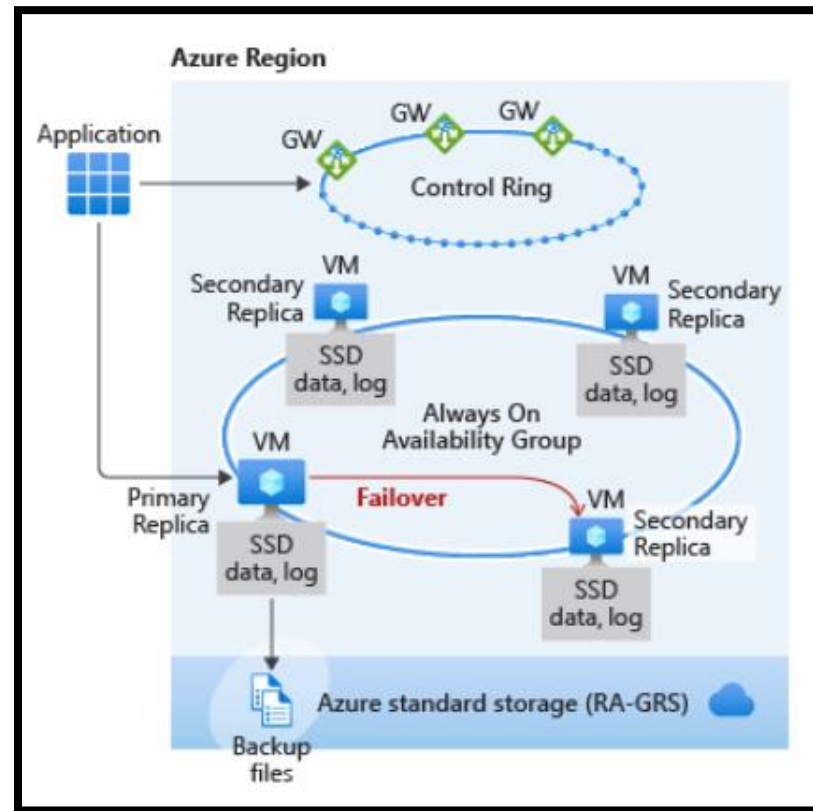 Azure Region
Application
GW
GW
GW
Control Ring
VM
Secondary
Replica
SSD
data, log
VM
Secondary
Replica
SSD
data, log
Always On
Availability Group
VM
Primary
Replica
SSD
data, log
Failover
VM
Secondary
Replica
SSD
data, log
Azure standard storage (RA-GRS)
Backup
files